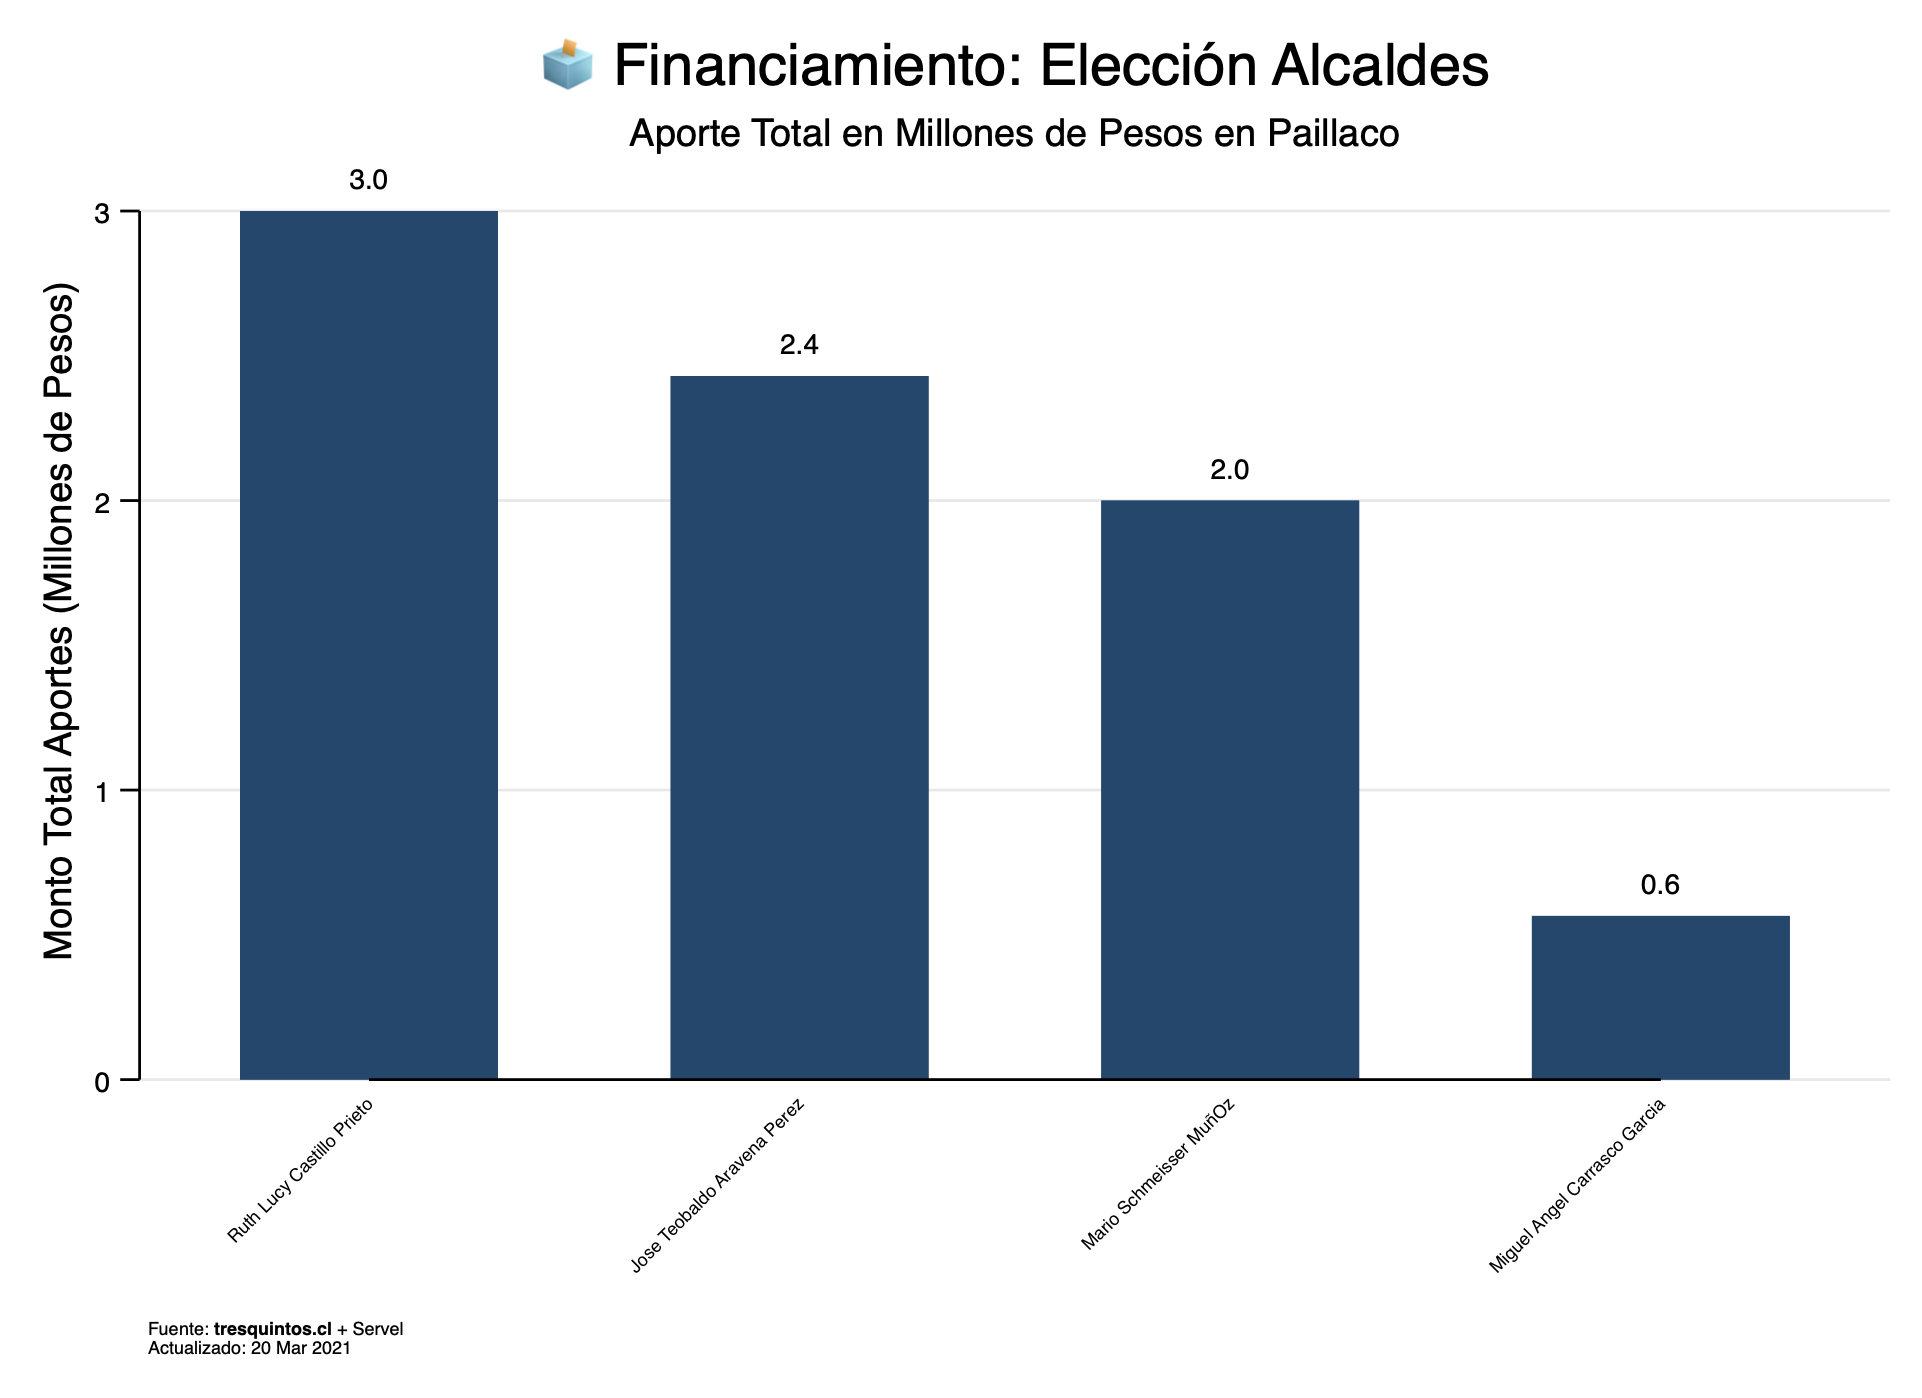 Financiamiento: Elección Alcaldes
Aporte Total en Millones de Pesos en Paillaco
Monto Total Aportes (Millones de Pesos)
3
2
1
0
3.0
2.4
2.0
0.6
Ruth Lucy Castillo Prieto
Jose Teobaldo Aravena Perez
Mario Schmeisser MuñOz
Miguel Angel Carrasco Garcia
Fuente: tresquintos.cl + Servel
Actualizado: 20 Mar 2021